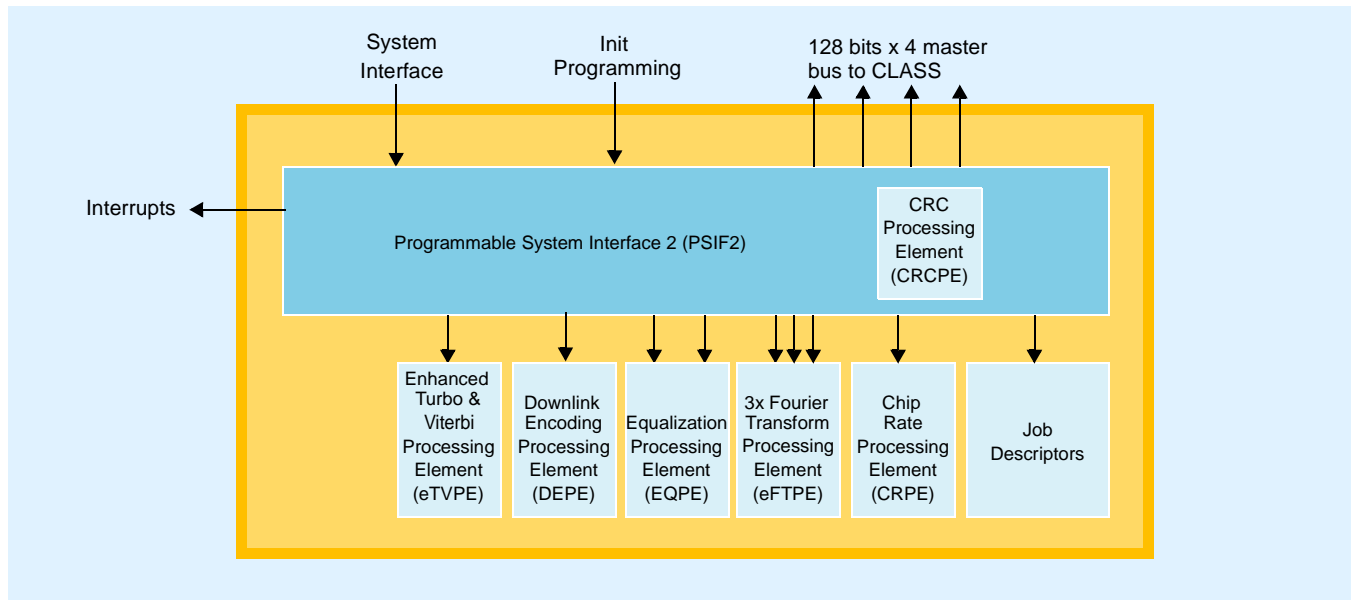 System
Interface
Init
Programming
128 bits x 4 master
bus to CLASS
Interrupts
Programmable System Interface 2 (PSIF2)
CRC
Processing
Element
(CRCPE)
Enhanced
Turbo &
Viterbi
Processing
Element
(eTVPE)
Downlink
Encoding
Processing
Element
(DEPE)
Equalization
Processing
Element
(EQPE)
3x Fourier
Transform
Processing
Element
(eFTPE)
Chip
Rate
Processing
Element
(CRPE)
Job
Descriptors